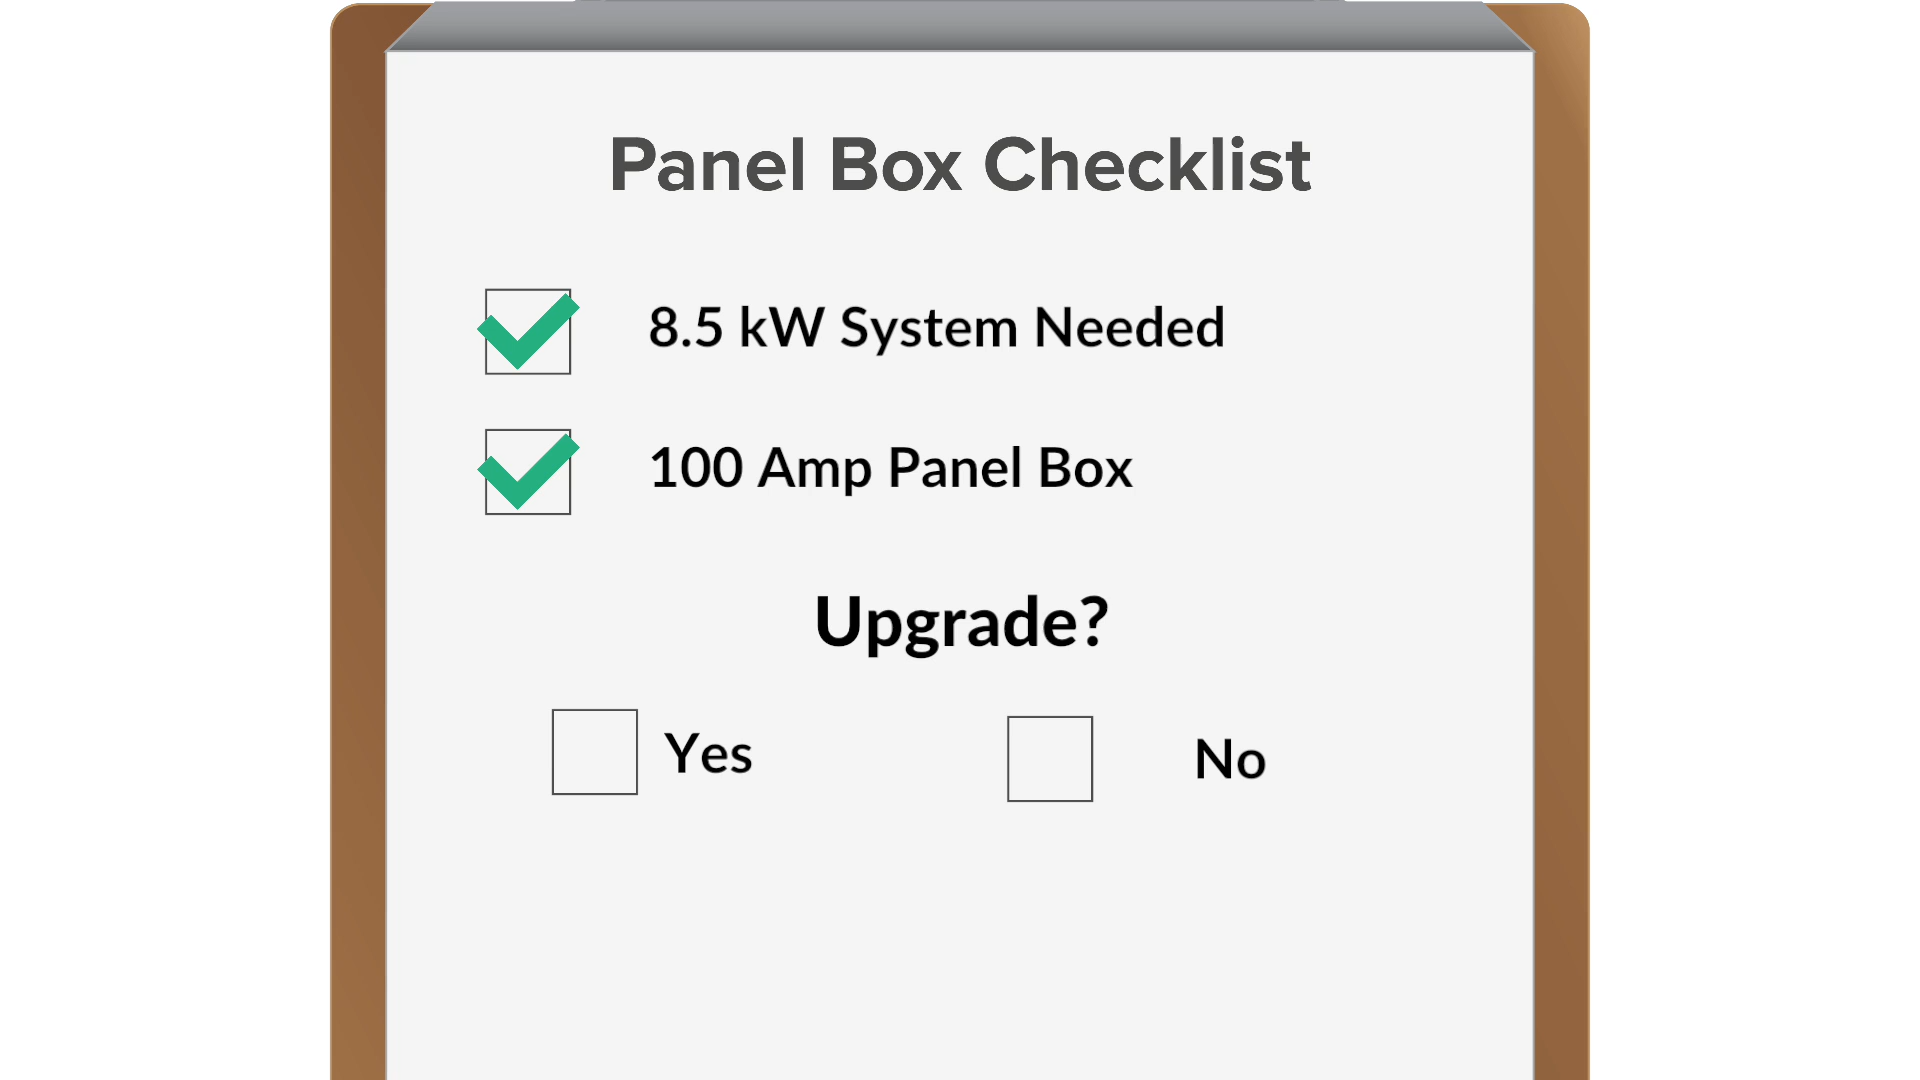 Panel Box Checklist
8.5 kW System Needed
100 Amp Panel Box
Upgrade?
Yes
No